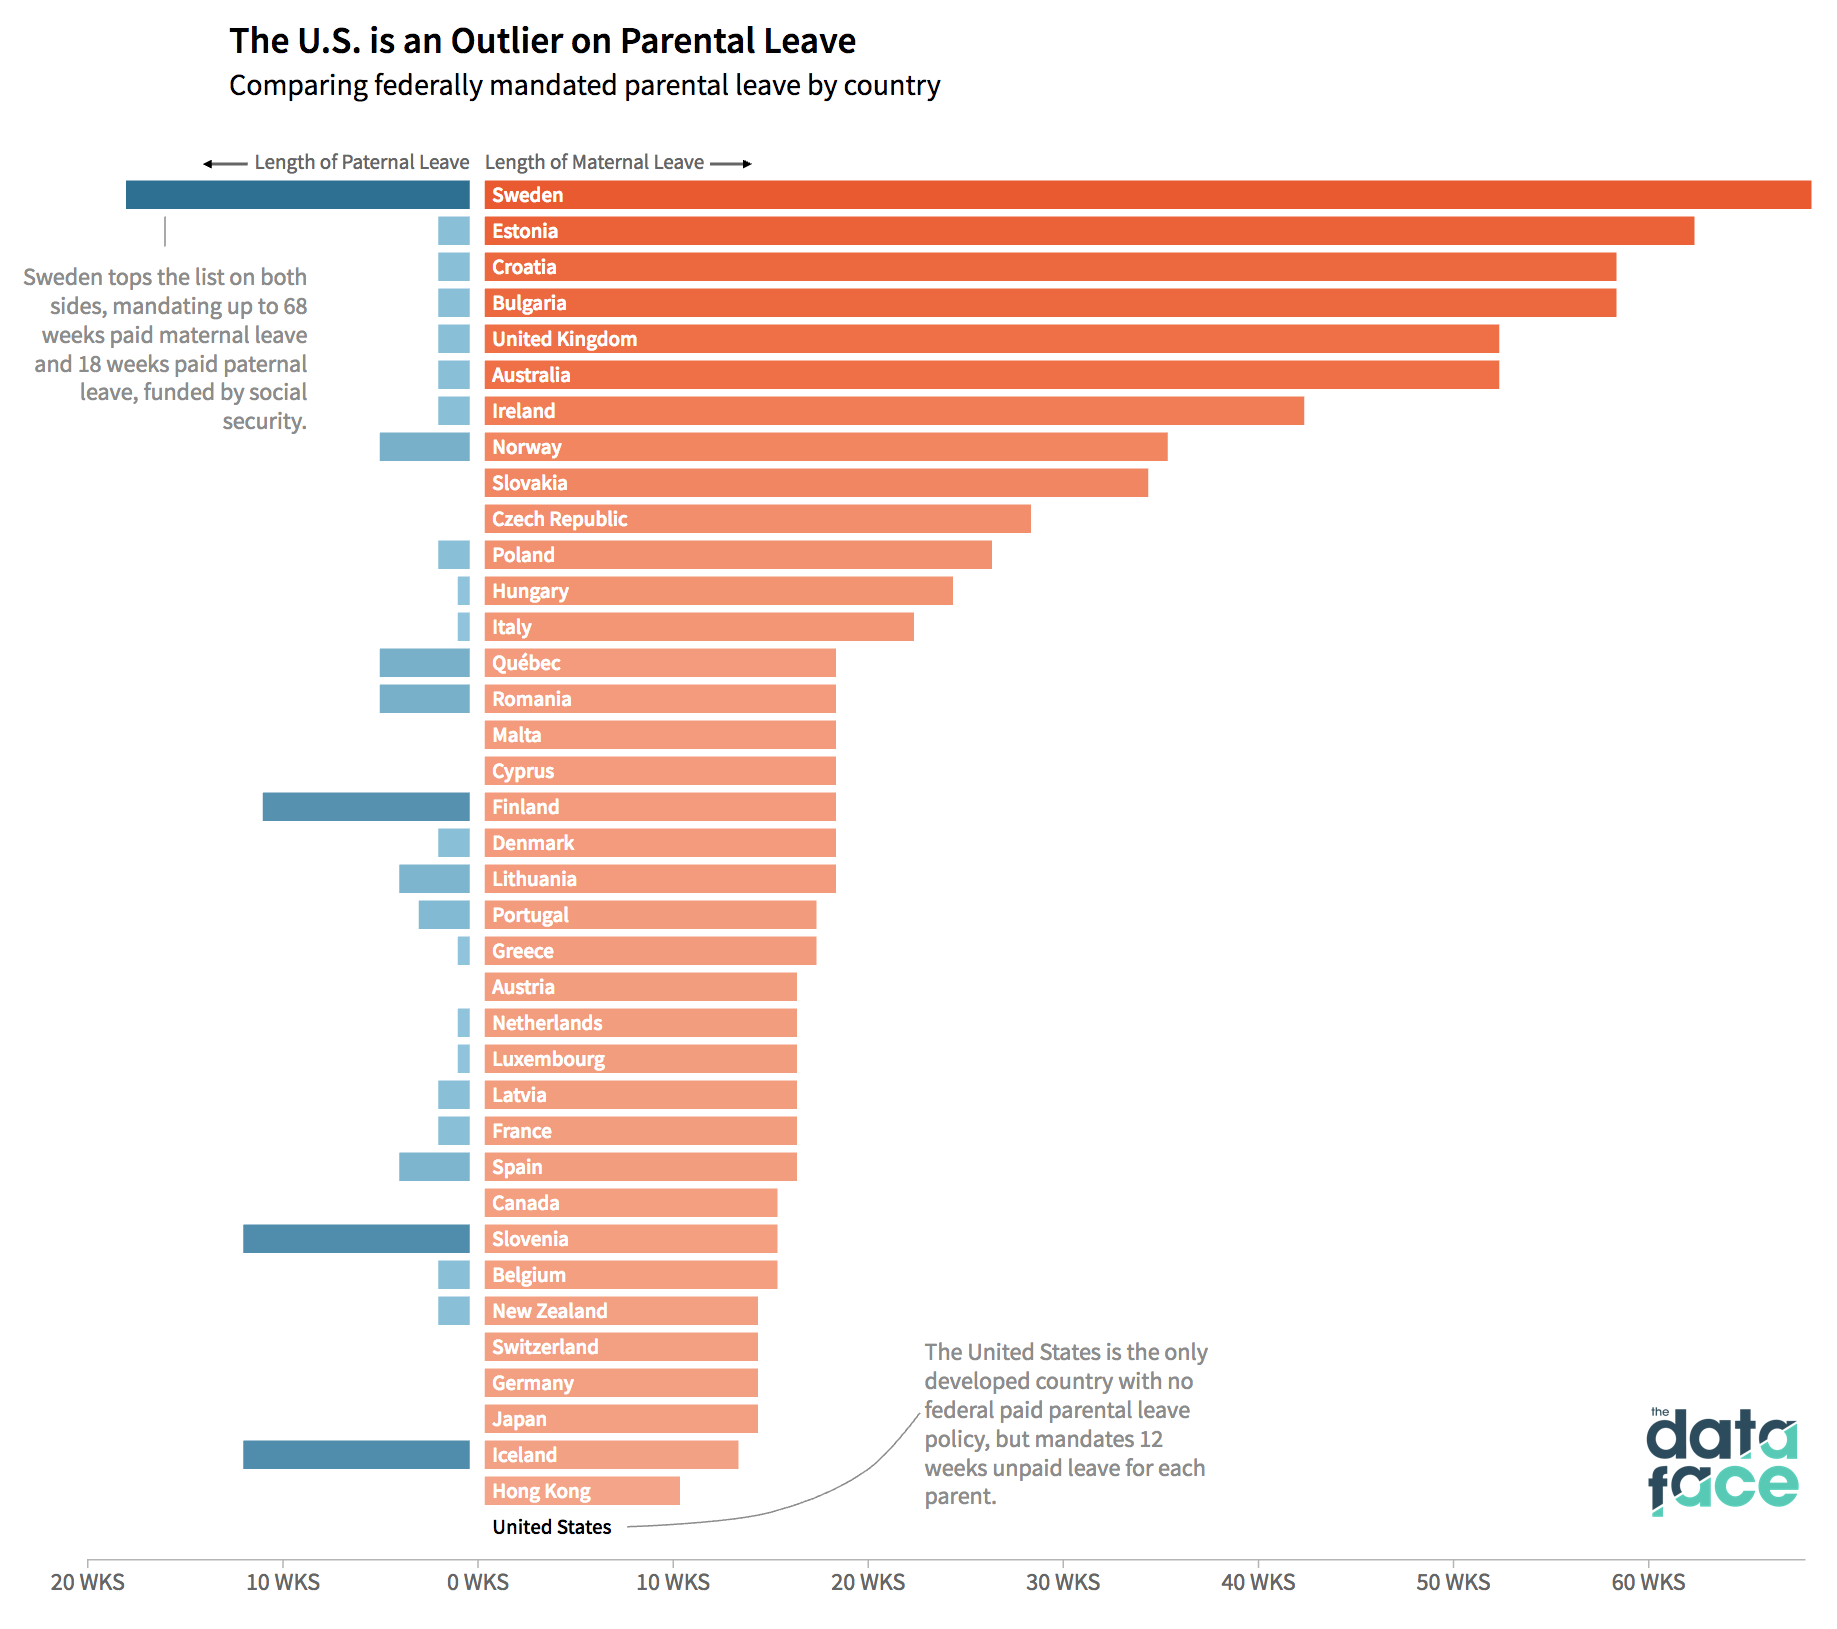 The U.S. is an Outlier on Parental Leave
Comparing federally mandated parental leave by country
Length of Paternal Leave
Length of Maternal Leave
Sweden
Estonia
Croatia
Bulgaria
United Kingdom
Australia
Ireland
Norway
Slovakia
Czech Republic
Poland
Hungary
Italy
Québec
Romania
Malta
Cyprus
Finland
Denmark
Lithuania
Portugal
Greece
Austria
Netherlands
Luxembourg
Latvia
France
Spain
Canada
Slovenia
Belgium
New Zealand
Switzerland
Germany
Japan
Iceland
Hong Kong
United States
Sweden tops the list on both
sides, mandating up to 68
weeks paid maternal leave
and 18 weeks paid paternal
leave, funded by social
security.
The United States is the only
developed country with no
federal paid parental leave
policy, but mandates 12
weeks unpaid leave for each
parent.
the
data
face
20 WKS
10 WKS
0 WKS
10 WKS
20 WKS
30 WKS
40 WKS
50 WKS
60 WKS